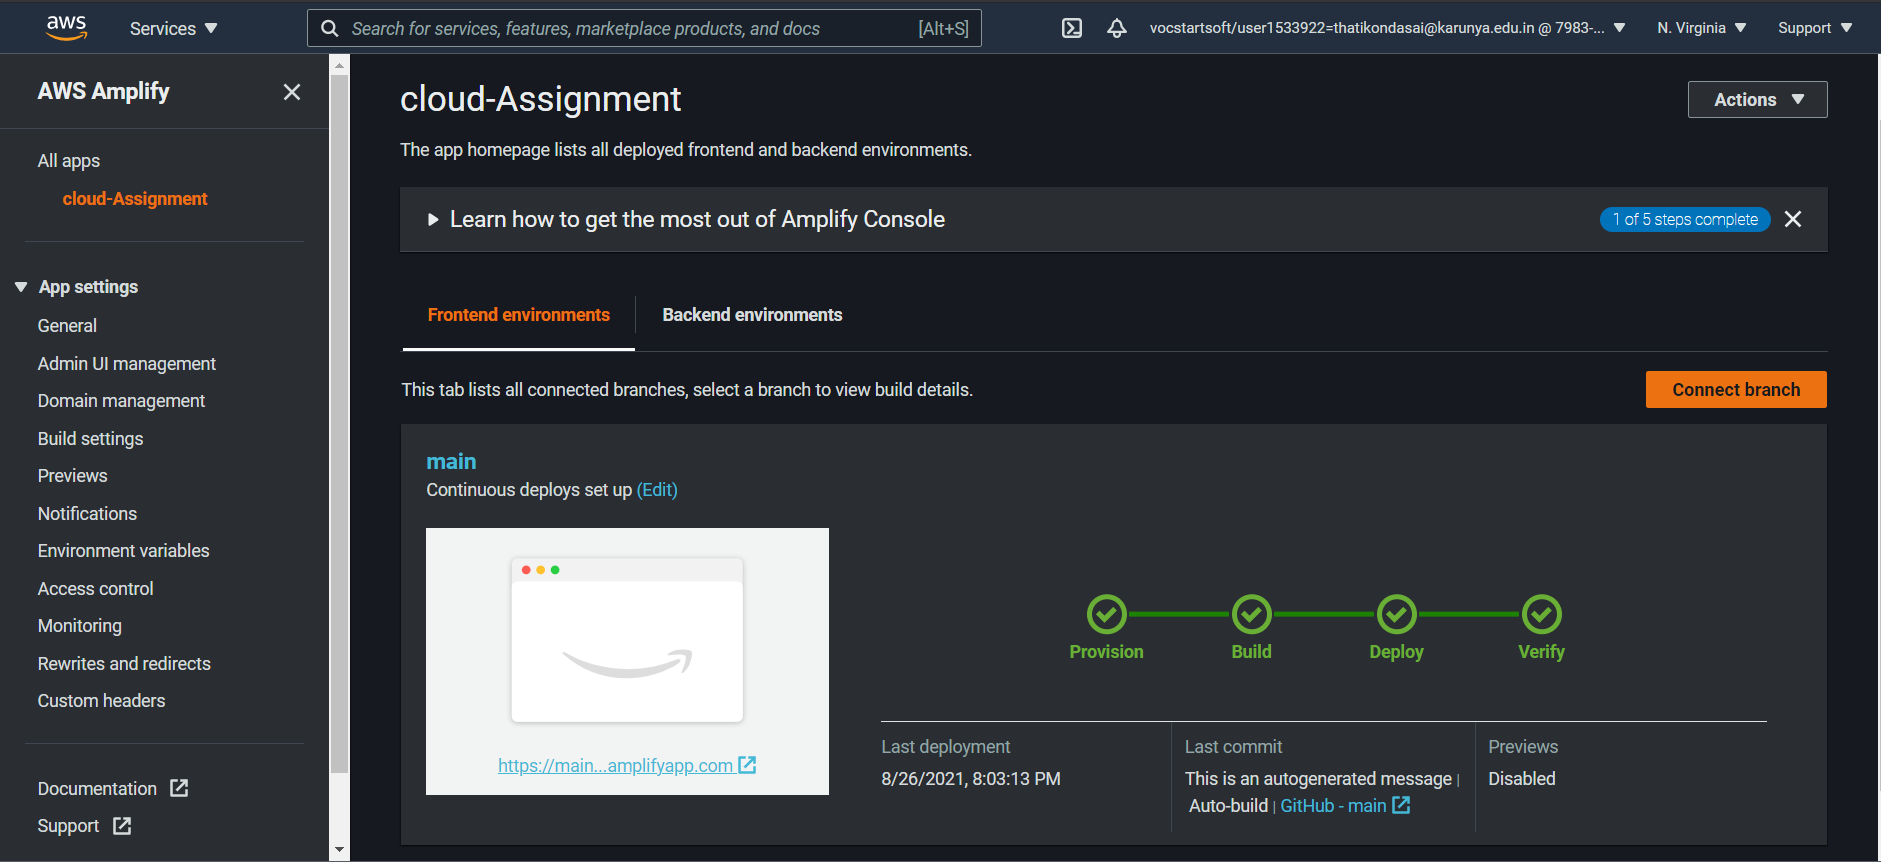 aws
Services
Search for services, features, marketplace products, and docs
[Alt+S]
vocstartsoft/user1533922=thatikondasai@karunya.edu.in @ 7983-...
N. Virginia
Support
AWS Amplify
All apps
cloud-Assignment
App settings
General
Admin UI management
Domain management
Build settings
Previews
Notifications
Environment variables
Access control
Monitoring
Rewrites and redirects
Custom headers
Documentation
Support
cloud-Assignment
Actions
The app homepage lists all deployed frontend and backend environments.
Learn how to get the most out of Amplify Console
1 of 5 steps complete
Frontend environments
Backend environments
This tab lists all connected branches, select a branch to view build details.
Connect branch
main
Continuous deploys set up (Edit)
https://main...amplifyapp.com
Provision
Build
Deploy
Verify
Last deployment
8/26/2021, 8:03:13 PM
Last commit
This is an autogenerated message |
Auto-build | GitHub - main
Previews
Disabled